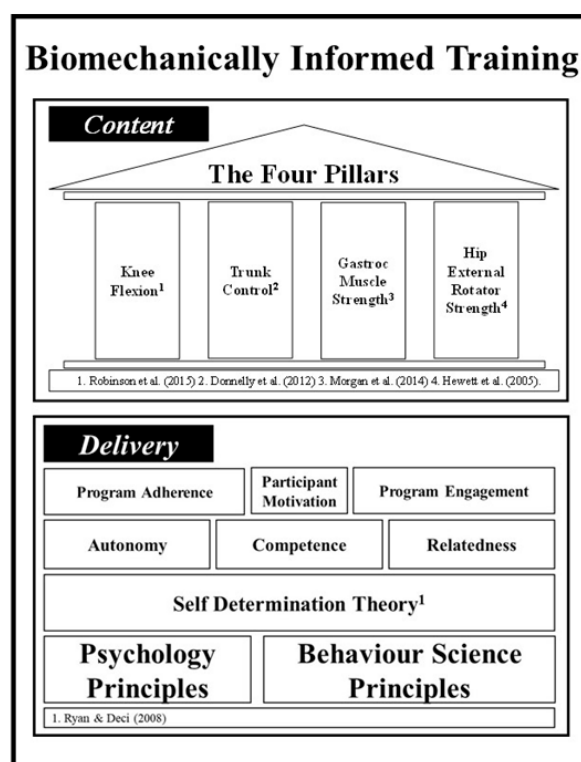 Biomechanically Informed Training
Content
The Four Pillars
Knee
Flexion¹
Trunk
Control²
Gastroc
Muscle
Strength³
Hip
External
Rotator
Strength⁴
1. Robinson et al. (2015) 2. Donnelly et al. (2012) 3. Morgan et al. (2014) 4. Hewett et al. (2005).
Delivery
Program Adherence
Participant
Motivation
Program Engagement
Autonomy
Competence
Relatedness
Self Determination Theory¹
Psychology
Principles
Behaviour Science
Principles
1. Ryan & Deci (2008)